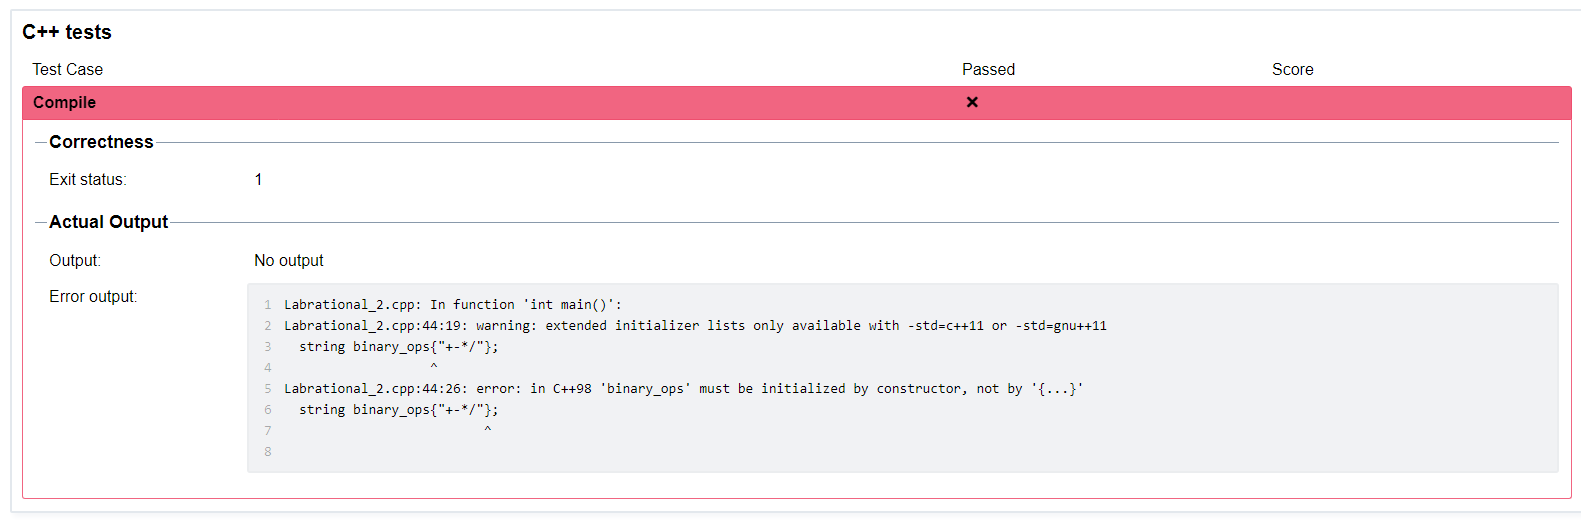 C++ tests
Test Case Passed Score
Compile ✖
Correctness
Exit status: 1
Actual Output
Output: No output
Error output:
1 Labrational_2.cpp: In function 'int main()':
2 Labrational_2.cpp:44:19: warning: extended initializer lists only available with -std=c++11 or -std=gnu++11
3   string binary_ops{"+-*/"};
4                    ^
5 Labrational_2.cpp:44:26: error: in C++98 'binary_ops' must be initialized by constructor, not by '{...}'
6   string binary_ops{"+-*/"};
7                           ^
8